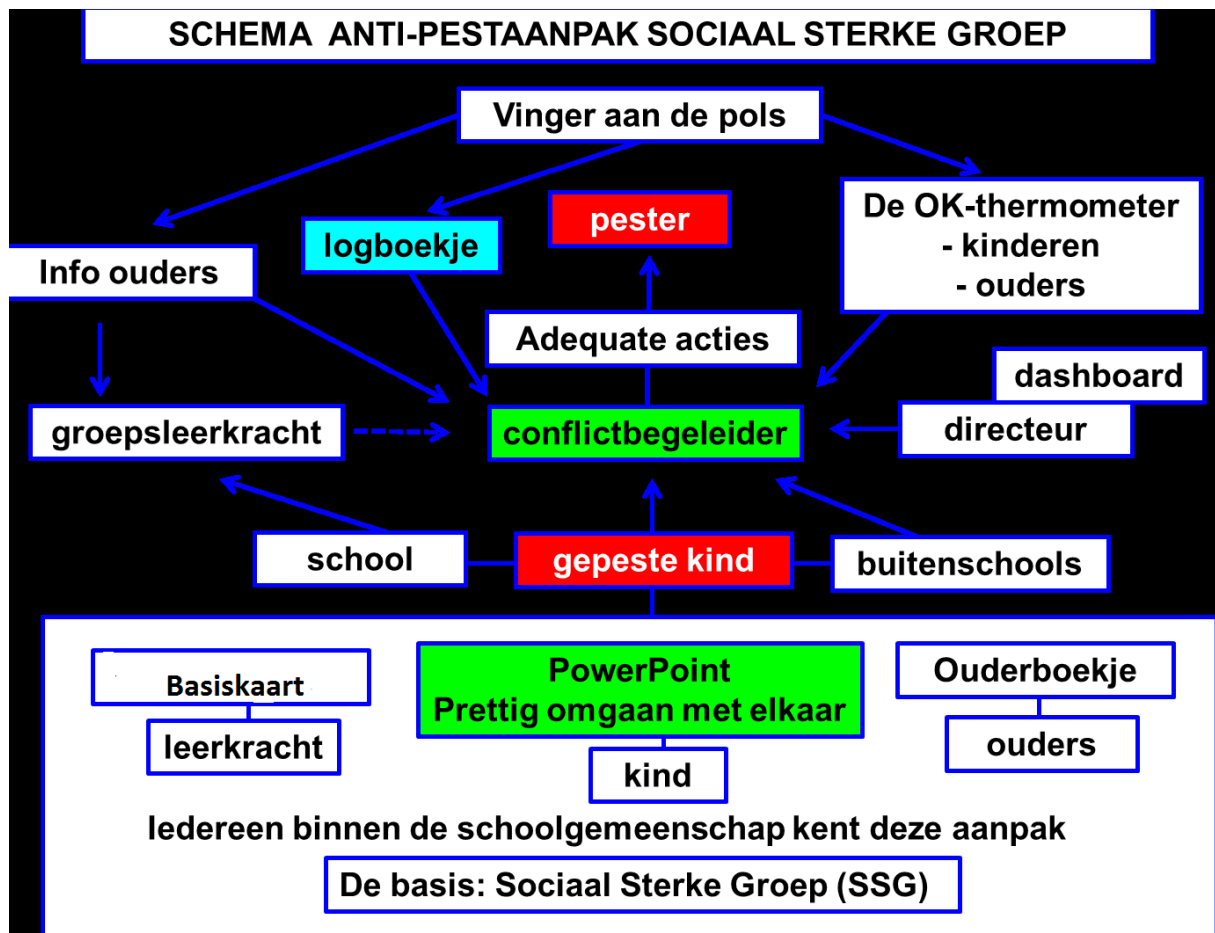 SCHEMA ANTI-PESTAANPAK SOCIAAL STERKE GROEP
Vinger aan de pols
pester
De OK-thermometer
- kinderen
- ouders
logboekje
Info ouders
Adequate acties
dashboard
groepsleerkracht
conflictbegeleider
directeur
school
gepeste kind
buitenschools
Basiskaart
leerkracht
PowerPoint
Prettig omgaan met elkaar
kind
Ouderboekje
ouders
Iedereen binnen de schoolgemeenschap kent deze aanpak
De basis: Sociaal Sterke Groep (SSG)